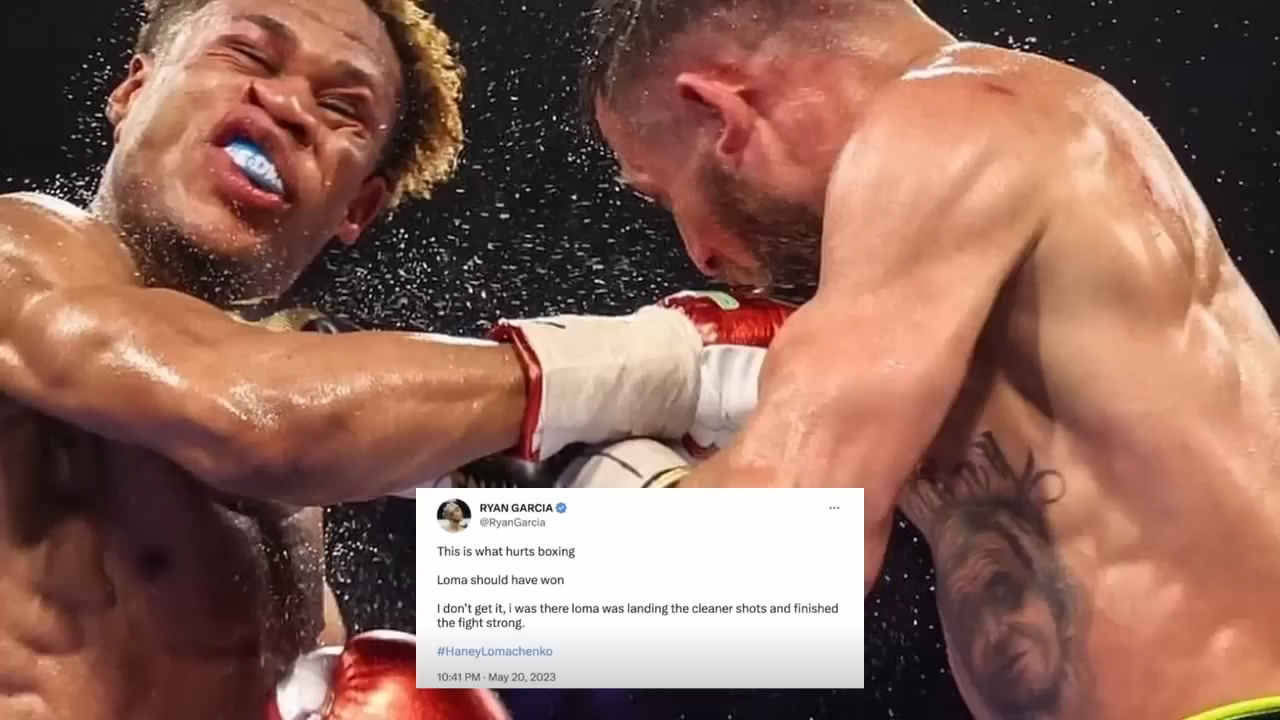 RYAN GARCIA
@RyanGarcia
This is what hurts boxing
Loma should have won
I don't get it, i was there loma was landing the cleaner shots and finished
the fight strong.
#HaneyLomachenko
10:41 PM · May 20, 2023